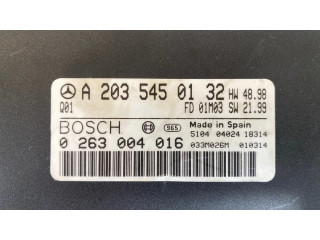 A 203 545 01 32 HW 48.98
Q01 FD 01M03 SW 21.99
BOSCH 965 Made in Spain
5104 04024 18314
0 263 004 016 033M026M 010314